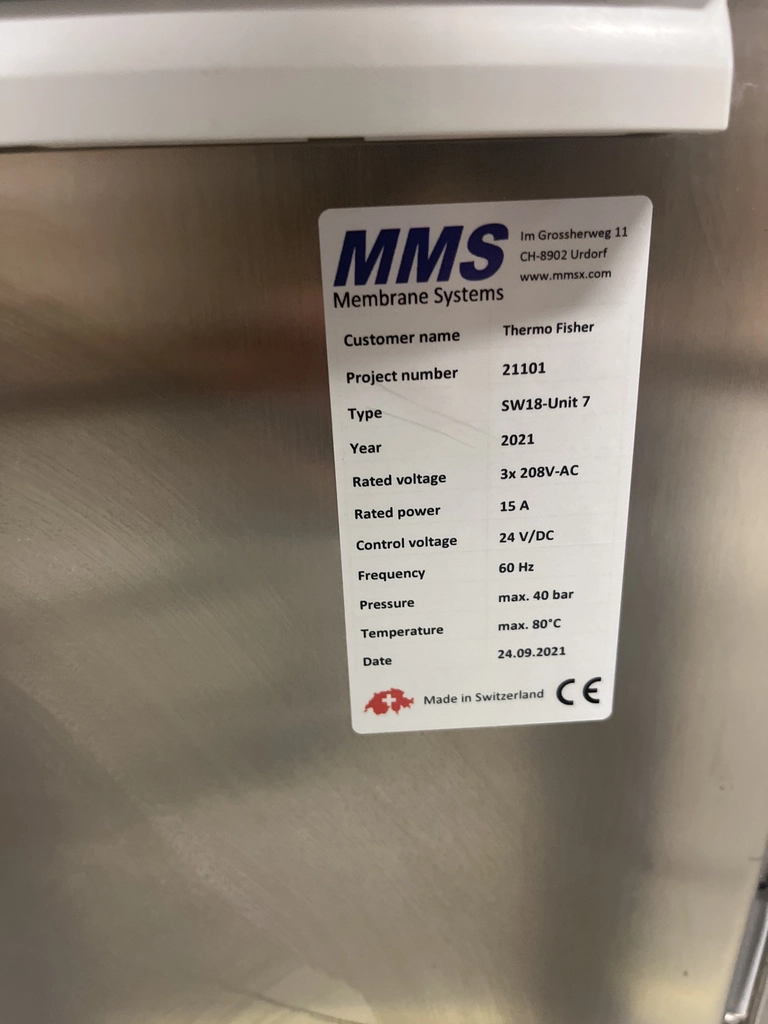 MMS
Membrane Systems
Im Grossherweg 11
CH-8902 Urdorf
www.mmsx.com
Customer name Thermo Fisher
Project number 21101
Type SW18-Unit 7
Year 2021
Rated voltage 3x 208V-AC
Rated power 15 A
Control voltage 24 V/DC
Frequency 60 Hz
Pressure max. 40 bar
Temperature max. 80°C
Date 24.09.2021
Made in Switzerland CE